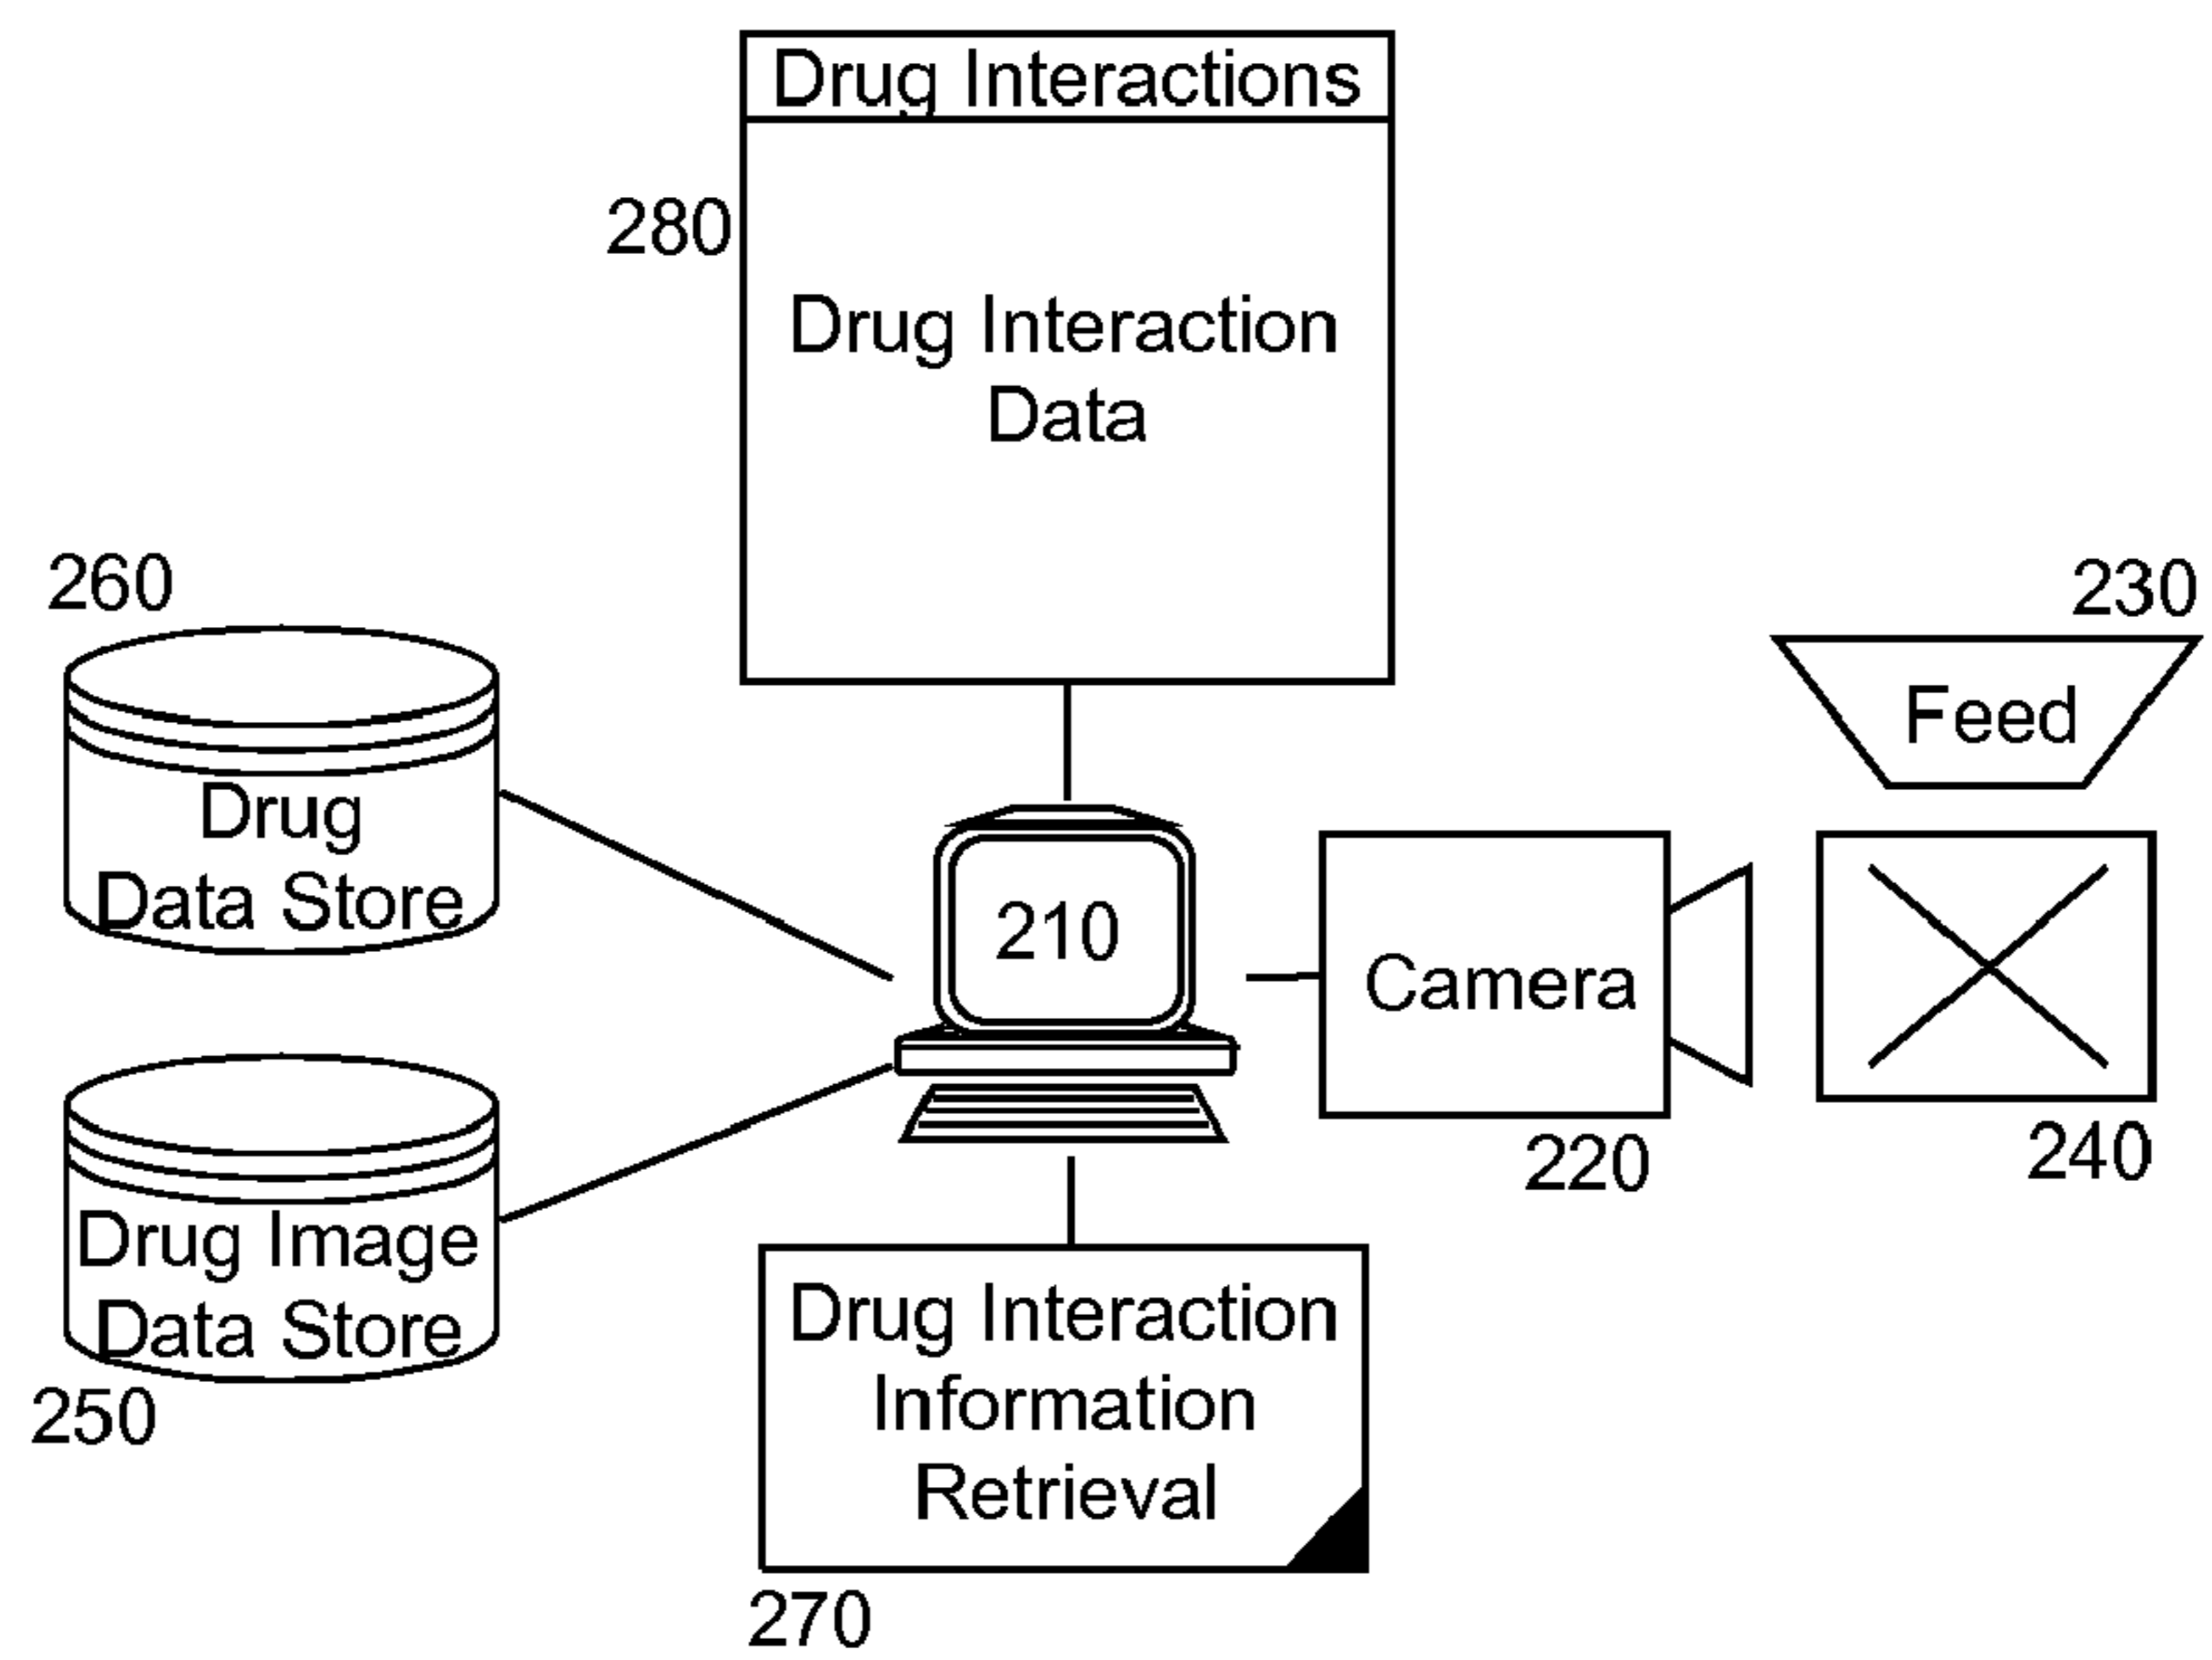 Drug Interactions
280
Drug Interaction
Data
260
Drug
Data Store
230
Feed
210
Camera
220
240
Drug Image
Data Store
250
Drug Interaction
Information
Retrieval
270